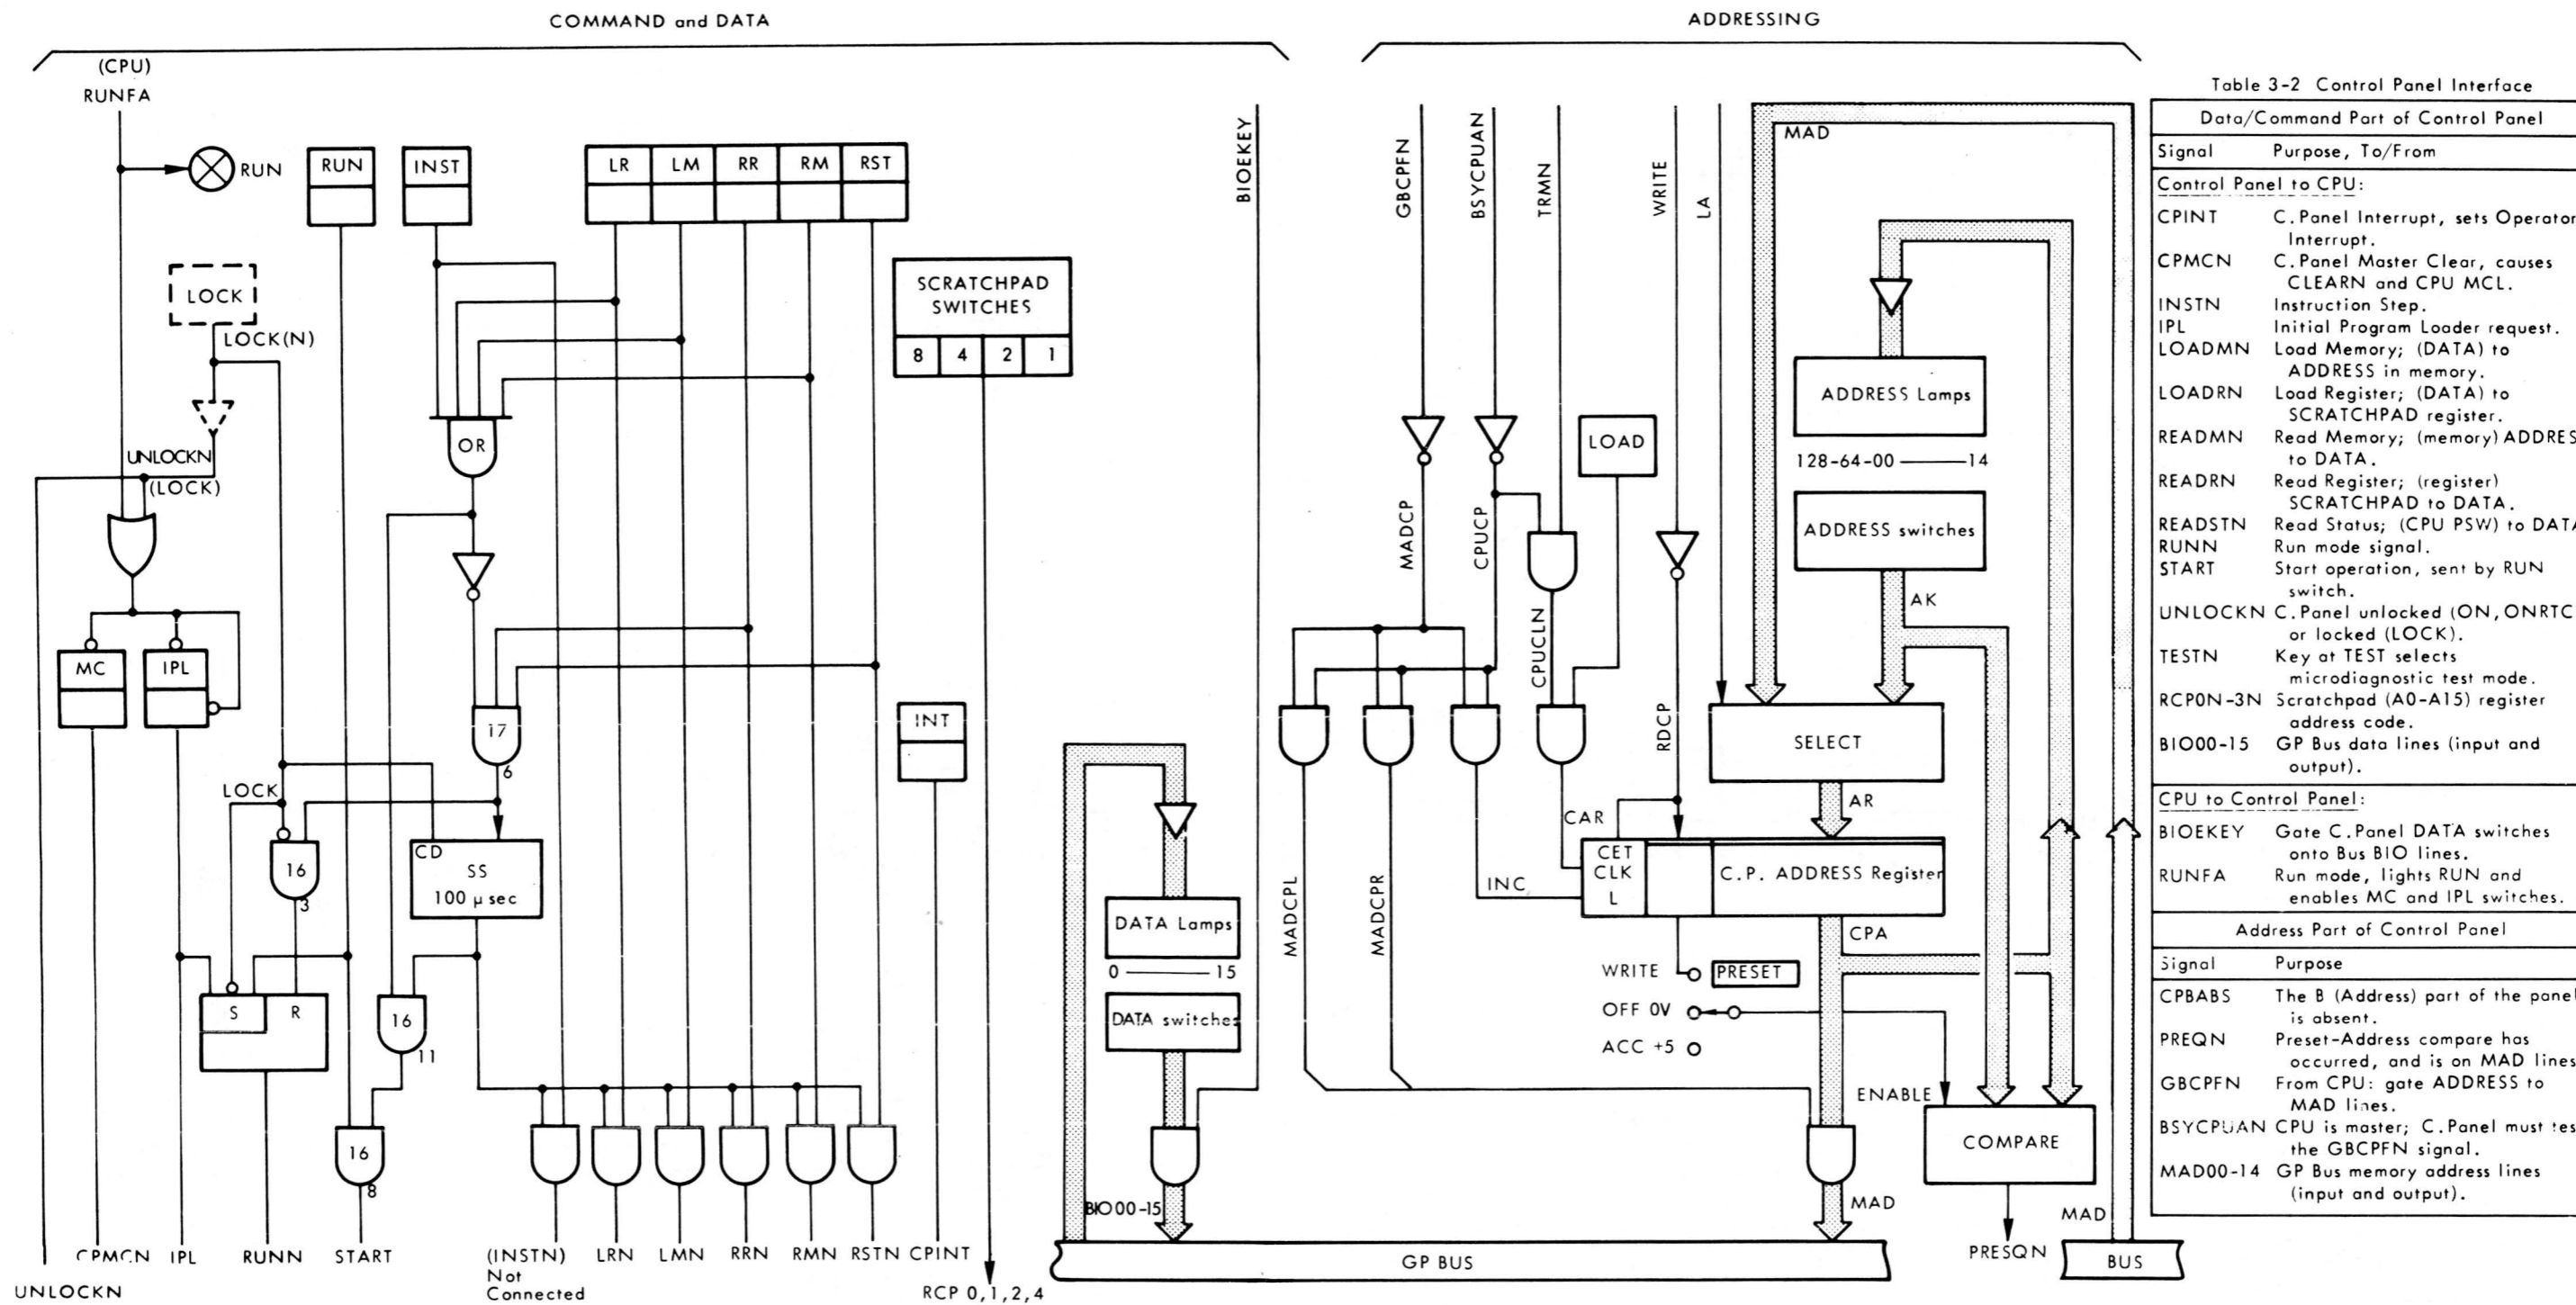 COMMAND and DATA
ADDRESSING
(CPU)
RUNFA
RUN
RUN
INST
LR
LM
RR
RM
RST
LOCK
LOCK(N)
UNLOCKN
(LOCK)
OR
SCRATCHPAD
SWITCHES
8
4
2
1
MC
IPL
17
6
INT
LOCK
16
3
CD
SS
100 μsec
S
R
16
11
16
8
UNLOCKN
CPMCN
IPL
RUNN
START
(INSTN)
Not
Connected
LRN
LMN
RRN
RMN
RSTN
CPINT
RCP 0,1,2,4
BIOEKEY
GBCPFN
BSYCPUAN
TRMN
WRITE
LA
MAD
MADCP
CPUCP
CPUCLN
LOAD
RDCP
ADDRESS Lamps
128-64-00 — 14
ADDRESS switches
AK
SELECT
AR
CAR
CET
CLK
L
C.P. ADDRESS Register
INC
CPA
MADCPL
MADCPR
DATA Lamps
0 — 15
DATA switches
WRITE
PRESET
OFF 0V
ACC +5
ENABLE
COMPARE
BIO00-15
MAD
GP BUS
PRESQN
MAD
BUS
Table 3-2 Control Panel Interface
Data/Command Part of Control Panel
Signal Purpose, To/From
Control Panel to CPU:
CPINT C.Panel Interrupt, sets Operator
Interrupt.
CPMCN C.Panel Master Clear, causes
CLEARN and CPU MCL.
INSTN Instruction Step.
IPL Initial Program Loader request.
LOADMN Load Memory; (DATA) to
ADDRESS in memory.
LOADRN Load Register; (DATA) to
SCRATCHPAD register.
READMN Read Memory; (memory) ADDRES
to DATA.
READRN Read Register; (register)
SCRATCHPAD to DATA.
READSTN Read Status; (CPU PSW) to DATA
RUNN Run mode signal.
START Start operation, sent by RUN
switch.
UNLOCKN C.Panel unlocked (ON, ONRTC
or locked (LOCK).
TESTN Key at TEST selects
microdiagnostic test mode.
RCP0N-3N Scratchpad (A0-A15) register
address code.
BIO00-15 GP Bus data lines (input and
output).
CPU to Control Panel:
BIOEKEY Gate C.Panel DATA switches
onto Bus BIO lines.
RUNFA Run mode, lights RUN and
enables MC and IPL switches.
Address Part of Control Panel
Signal Purpose
CPBABS The B (Address) part of the panel
is absent.
PREQN Preset-Address compare has
occurred, and is on MAD lines
GBCPFN From CPU: gate ADDRESS to
MAD lines.
BSYCPUAN CPU is master; C.Panel must tes
the GBCPFN signal.
MAD00-14 GP Bus memory address lines
(input and output).